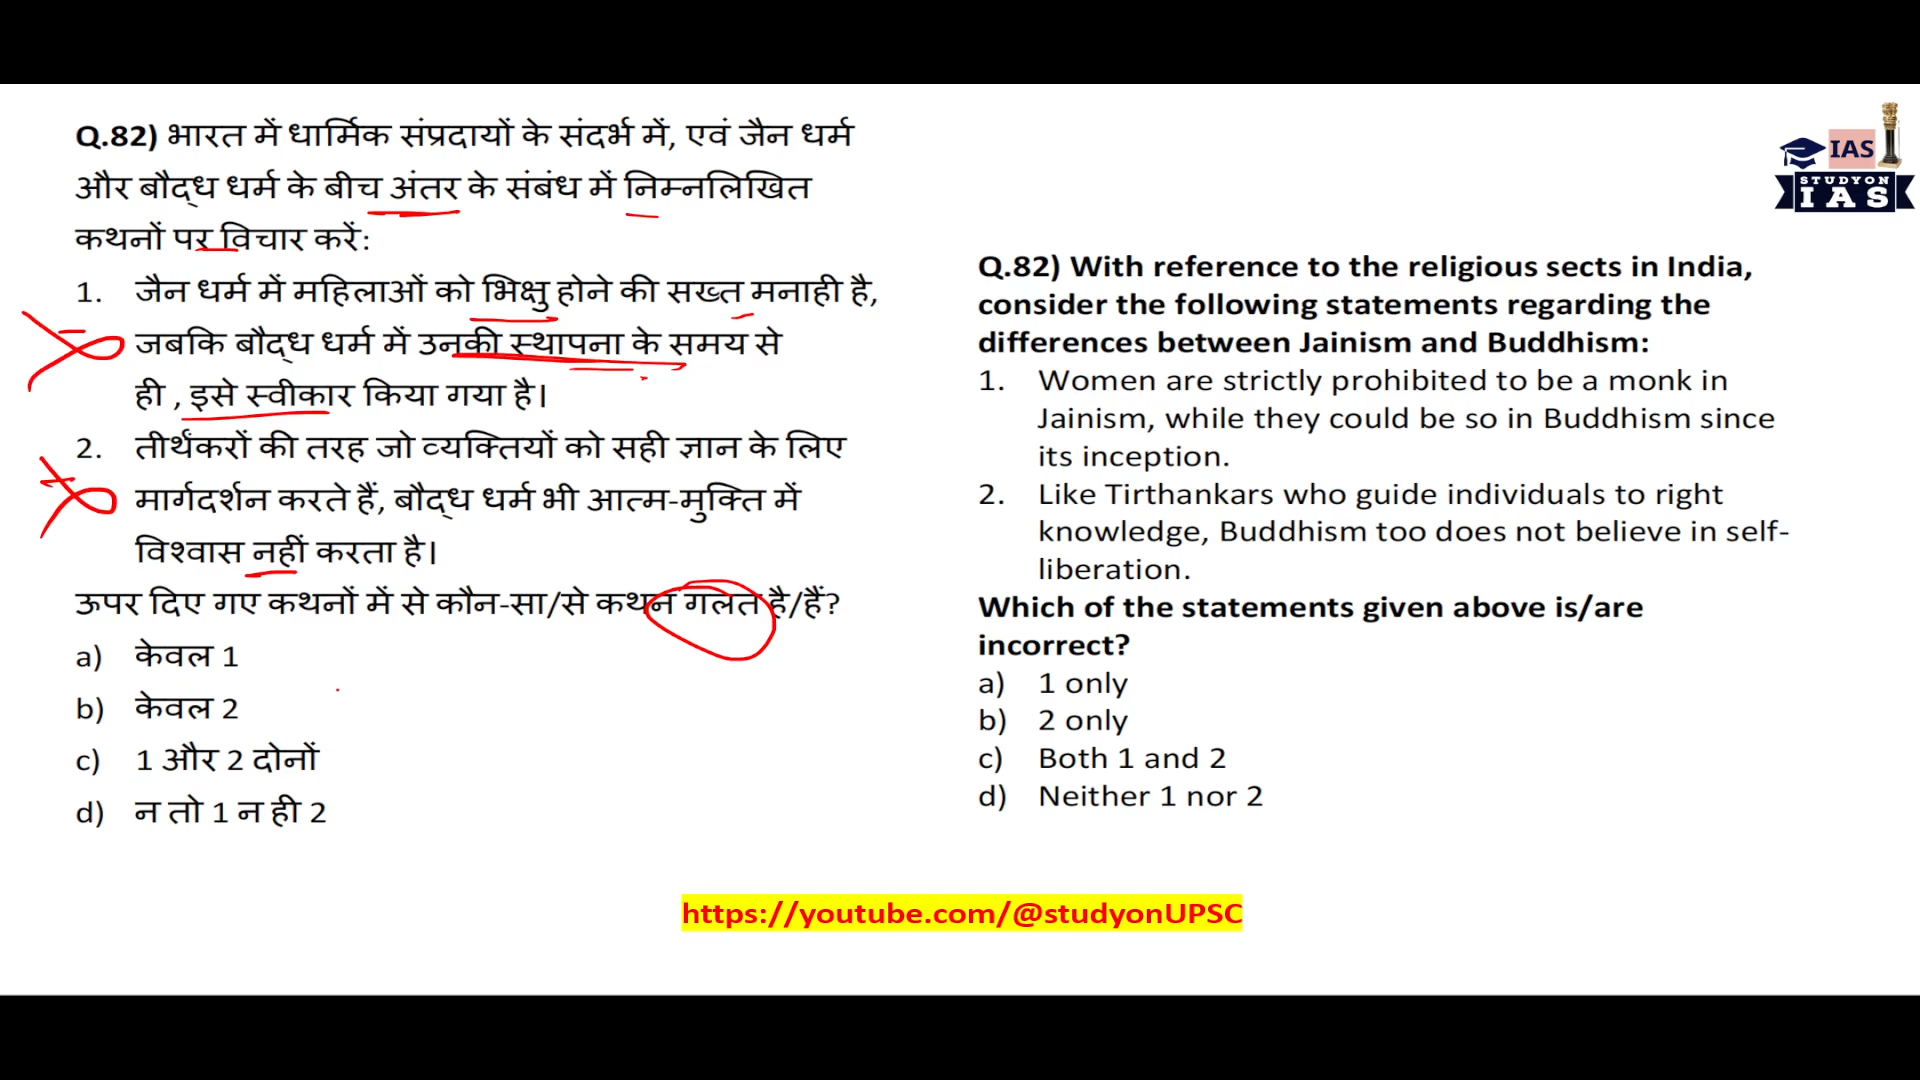 Q.82) भारत में धार्मिक संप्रदायों के संदर्भ में, एवं जैन धर्म
और बौद्ध धर्म के बीच अंतर के संबंध में निम्नलिखित
कथनों पर विचार करें:
1. जैन धर्म में महिलाओं को भिक्षु होने की सख्त मनाही है,
जबकि बौद्ध धर्म में उनकी स्थापना के समय से
ही , इसे स्वीकार किया गया है।
2. तीर्थंकरों की तरह जो व्यक्तियों को सही ज्ञान के लिए
मार्गदर्शन करते हैं, बौद्ध धर्म भी आत्म-मुक्ति में
विश्वास नहीं करता है।
ऊपर दिए गए कथनों में से कौन-सा/से कथन गलत है/हैं?
a) केवल 1
b) केवल 2
c) 1 और 2 दोनों
d) न तो 1 न ही 2
IAS
STUDYON
IAS
Q.82) With reference to the religious sects in India,
consider the following statements regarding the
differences between Jainism and Buddhism:
1. Women are strictly prohibited to be a monk in
Jainism, while they could be so in Buddhism since
its inception.
2. Like Tirthankars who guide individuals to right
knowledge, Buddhism too does not believe in self-
liberation.
Which of the statements given above is/are
incorrect?
a) 1 only
b) 2 only
c) Both 1 and 2
d) Neither 1 nor 2
https://youtube.com/@studyonUPSC